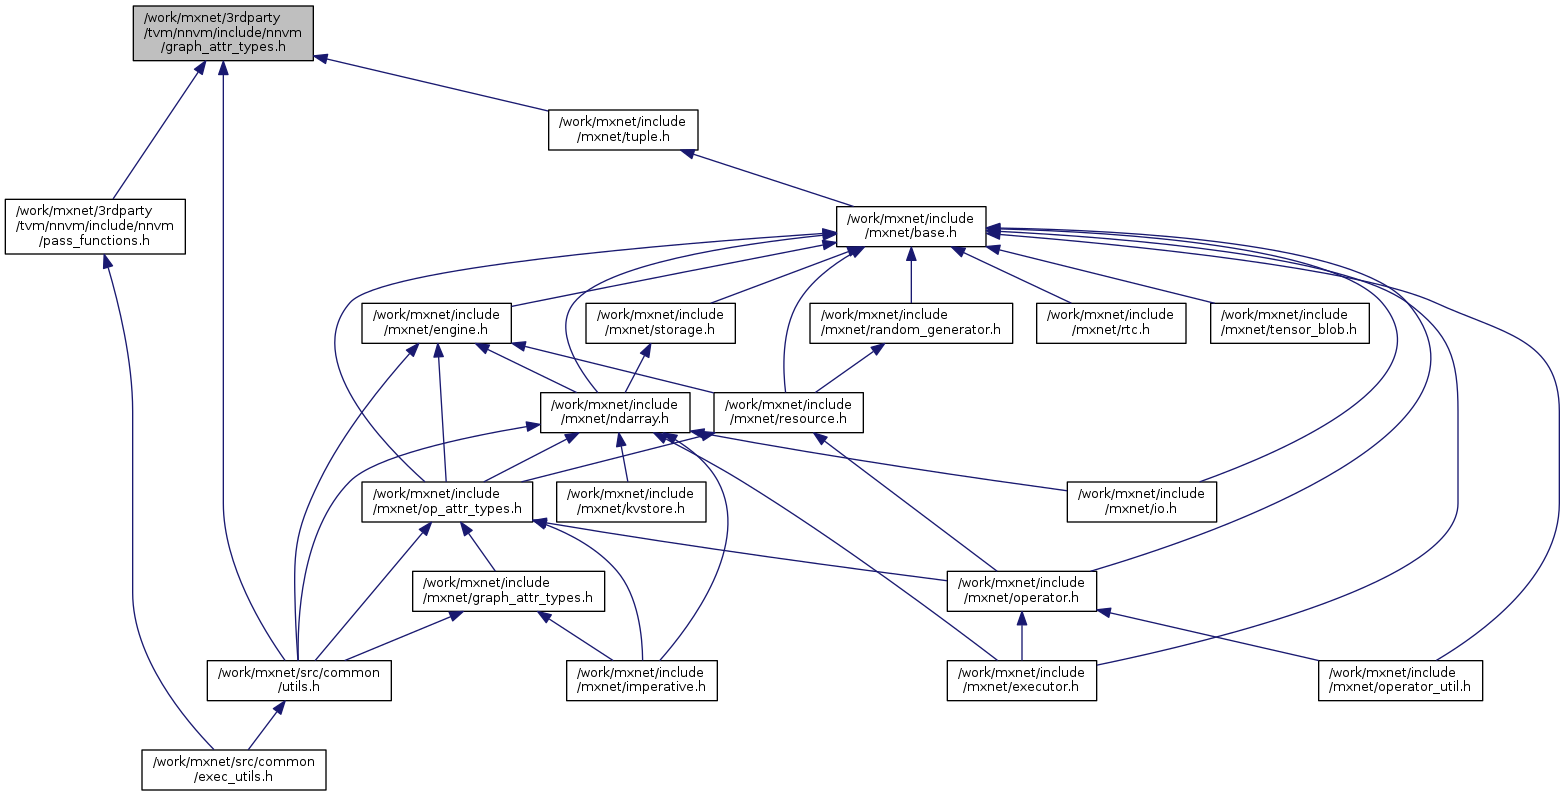 /work/mxnet/3rdparty
/tvm/nnvm/include/nnvm
/graph_attr_types.h
/work/mxnet/include
/mxnet/tuple.h
/work/mxnet/3rdparty
/tvm/nnvm/include/nnvm
/pass_functions.h
/work/mxnet/include
/mxnet/base.h
/work/mxnet/include
/mxnet/engine.h
/work/mxnet/include
/mxnet/storage.h
/work/mxnet/include
/mxnet/random_generator.h
/work/mxnet/include
/mxnet/rtc.h
/work/mxnet/include
/mxnet/tensor_blob.h
/work/mxnet/include
/mxnet/ndarray.h
/work/mxnet/include
/mxnet/resource.h
/work/mxnet/include
/mxnet/op_attr_types.h
/work/mxnet/include
/mxnet/kvstore.h
/work/mxnet/include
/mxnet/io.h
/work/mxnet/include
/mxnet/graph_attr_types.h
/work/mxnet/include
/mxnet/operator.h
/work/mxnet/src/common
/utils.h
/work/mxnet/include
/mxnet/imperative.h
/work/mxnet/include
/mxnet/executor.h
/work/mxnet/include
/mxnet/operator_util.h
/work/mxnet/src/common
/exec_utils.h